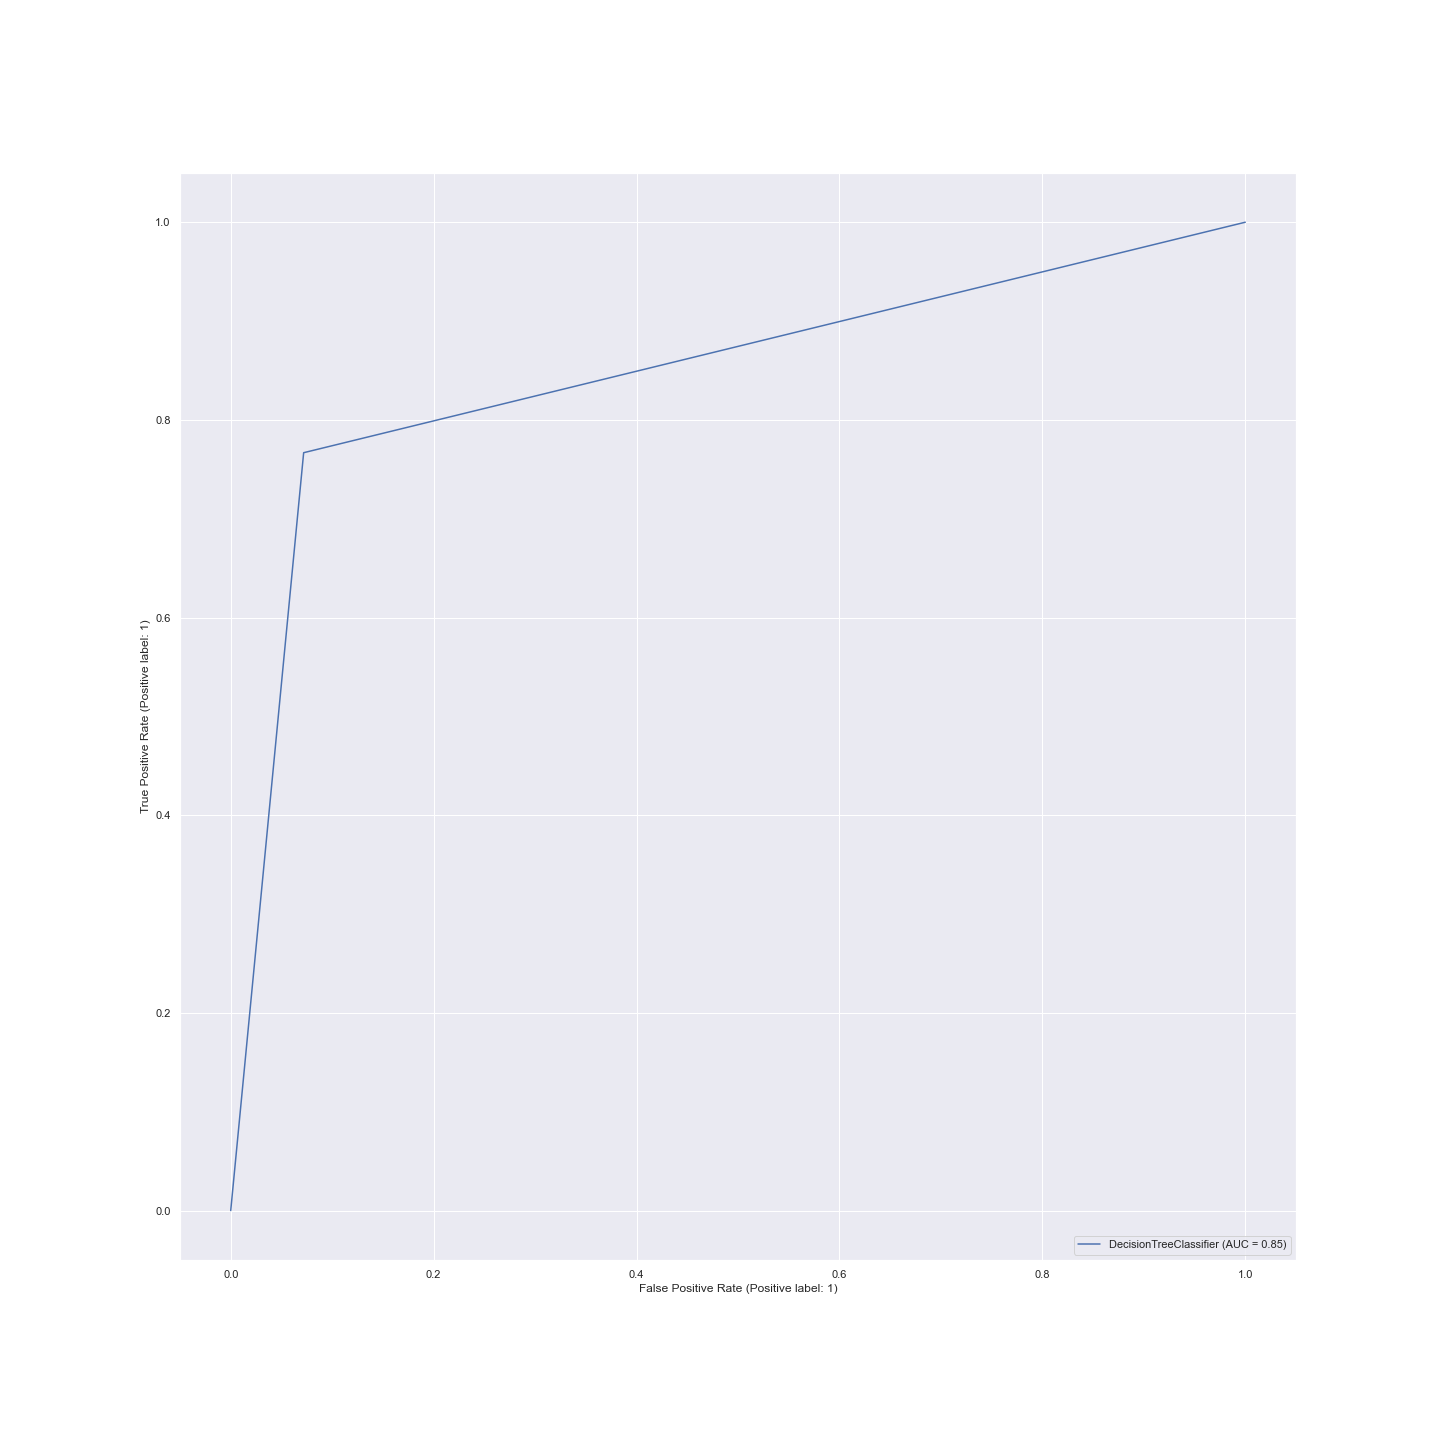 1.0
0.8
0.6
0.4
0.2
0.0
True Positive Rate (Positive label: 1)
DecisionTreeClassifier (AUC = 0.85)
0.0 0.2 0.4 0.6 0.8 1.0
False Positive Rate (Positive label: 1)